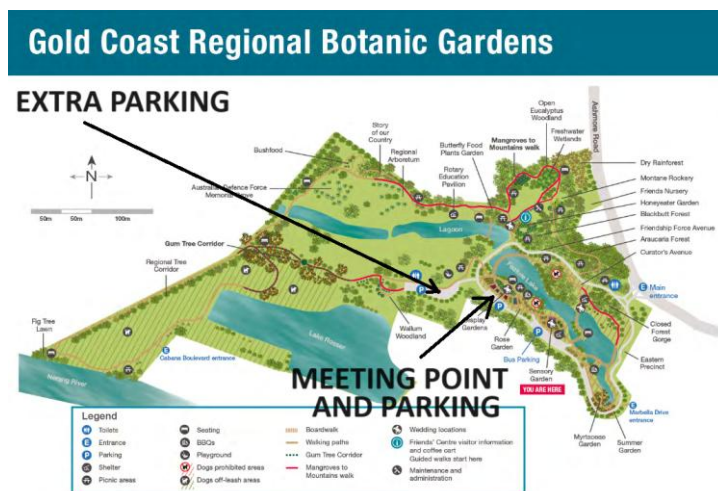 Gold Coast Regional Botanic Gardens
EXTRA PARKING
N
50m
50m
100m
Bushfood
Story
of our
Country
Regional
Arboretum
Butterfly Food
Plants Garden
Rotary
Education
Pavilion
Mangroves to
Mountains walk
Open
Eucalyptus
Woodland
Freshwater
Wetlands
Ashmore Road
Dry Rainforest
Montane Rockery
Friends Nursery
Honeyeater Garden
Blackbutt Forest
Friendship Force Avenue
Araucaria Forest
Curator's Avenue
Main
entrance
Australian Defence Force
Memorial Grove
Gum Tree Corridor
Regional Tree
Corridor
Lagoon
Fig Tree
Lawn
Nerang River
Cabana Boulevard entrance
Lake Rosser
Wallum
Woodland
Display
Gardens
Rose
Garden
Bus Parking
Sensory
Garden
YOU ARE HERE
Closed
Forest
Gorge
Eastern
Precinct
Marbella Drive
entrance
Myrtaceae
Garden
Summer
Garden
MEETING POINT
AND PARKING
Legend
Toilets
Entrance
Parking
Shelter
Picnic areas
Seating
BBQs
Playground
Dogs prohibited areas
Dogs off-leash areas
Boardwalk
Walking paths
Gum Tree Corridor
Mangroves to
Mountains walk
Wedding locations
Friends' Centre visitor information
and coffee cart
Guided walks start here
Maintenance and
administration